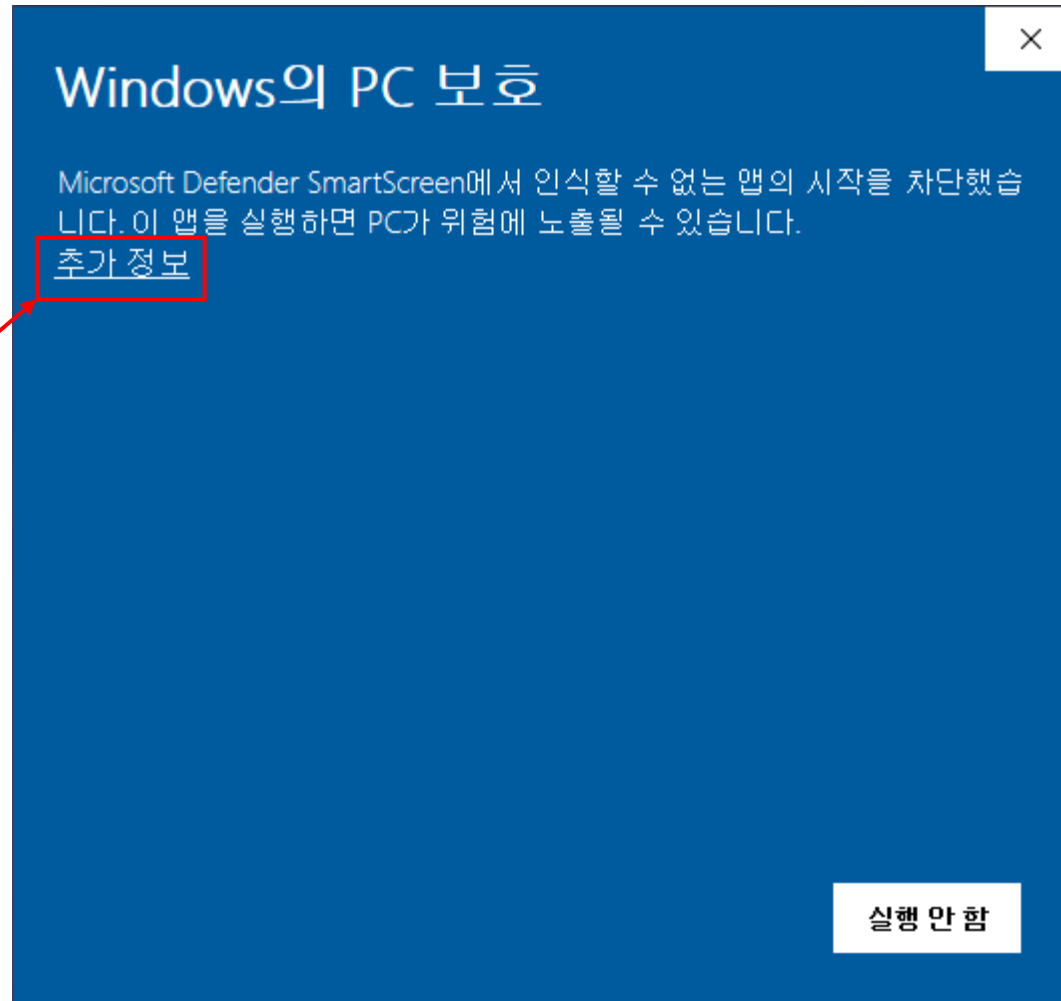 Windows의 PC 보호
Microsoft Defender SmartScreen에서 인식할 수 없는 앱의 시작을 차단했습
니다. 이 앱을 실행하면 PC가 위험에 노출될 수 있습니다.
추가 정보
실행 안 함